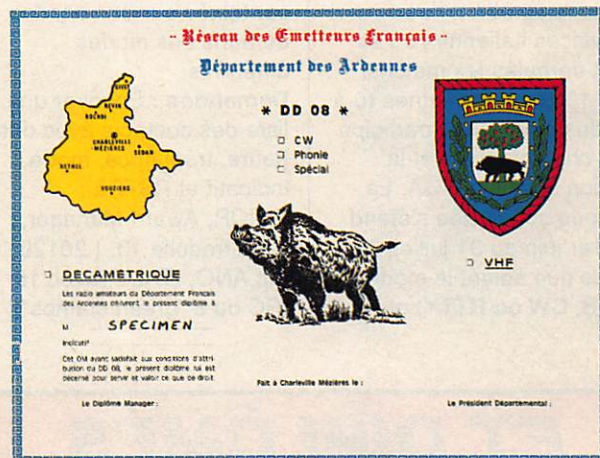 - Réseau des Emetteurs Français -
Département des Ardennes
GIVET
REVIN
ROCROI
CHARLEVILLE
MÉZIÈRES
SEDAN
RETHEL
VOUZIERS
* DD 08 *
CW
Phonie
Spécial
DECAMÉTRIQUE
VHF
Les radio amateurs du Département Français
des Ardennes délivrent le présent diplôme à
M SPECIMEN
Indicatif
Cet OM ayant satisfait aux conditions d'attri-
bution du DD 08, le présent diplôme lui est
décerné pour servir et valoir ce que de droit.
Fait à Charleville Mézières le :
Le Diplôme Manager :
Le Président Départemental :